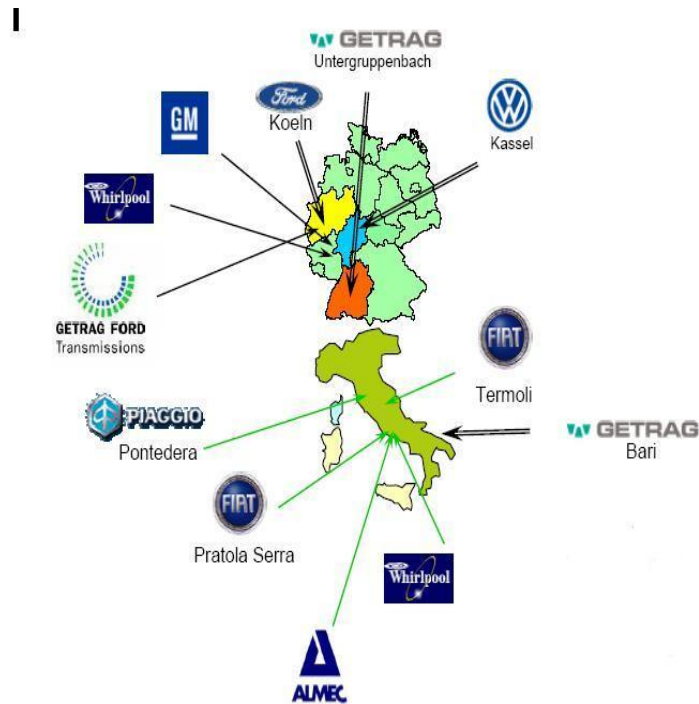 I
GETRAG
Untergruppenbach
Ford
Koeln
GM
Kassel
Whirlpool
GETRAG FORD
Transmissions
FIAT
Termoli
PIAGGIO
Pontedera
GETRAG
Bari
FIAT
Pratola Serra
Whirlpool
ALMEC